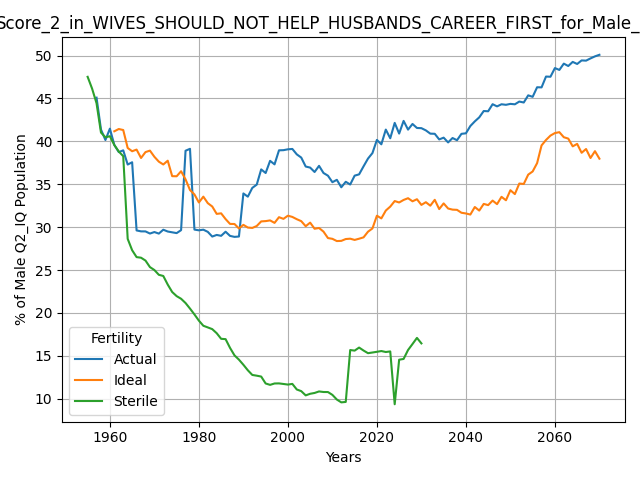 Score_2_in_WIVES_SHOULD_NOT_HELP_HUSBANDS_CAREER_FIRST_for_Male_
% of Male Q2_IQ Population
50
45
40
35
30
25
20
15
10
Fertility
Actual
Ideal
Sterile
1960 1980 2000 2020 2040 2060
Years